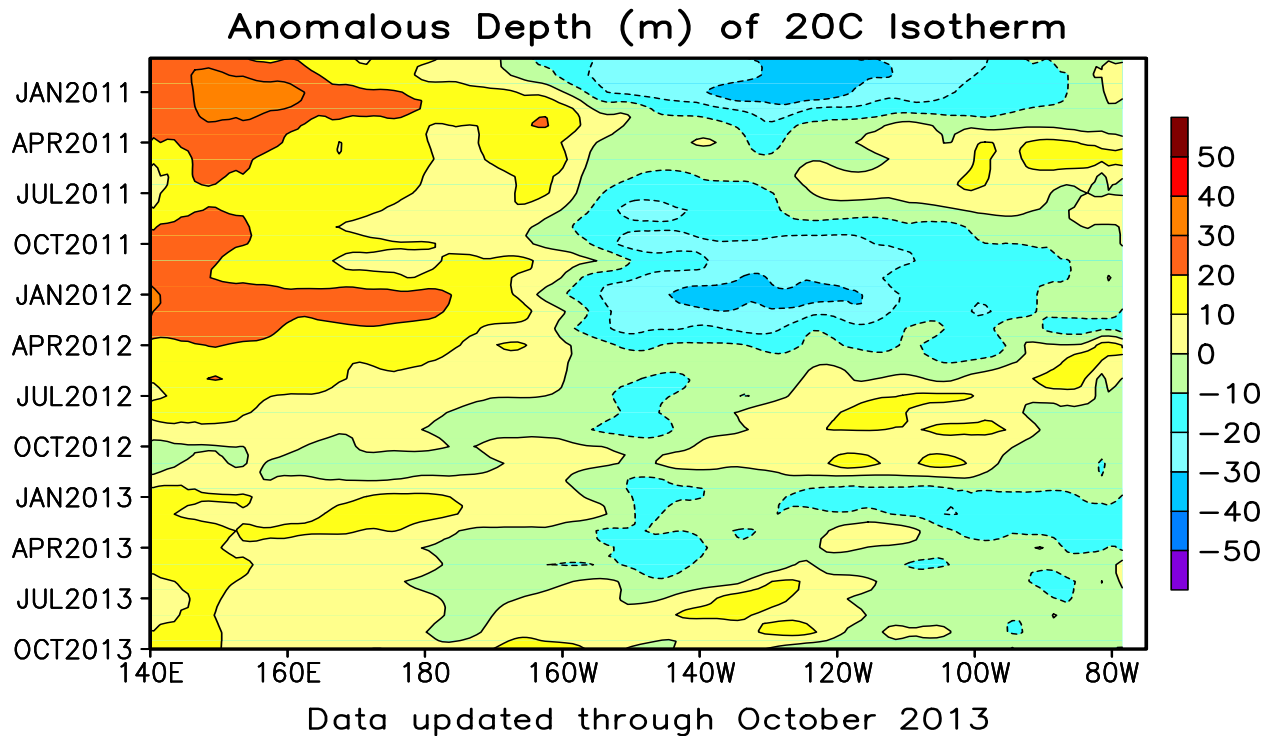 Anomalous Depth (m) of 20C Isotherm
JAN2011
APR2011
JUL2011
OCT2011
JAN2012
APR2012
JUL2012
OCT2012
JAN2013
APR2013
JUL2013
OCT2013
140E 160E 180 160W 140W 120W 100W 80W
50
40
30
20
10
0
−10
−20
−30
−40
−50
Data updated through October 2013